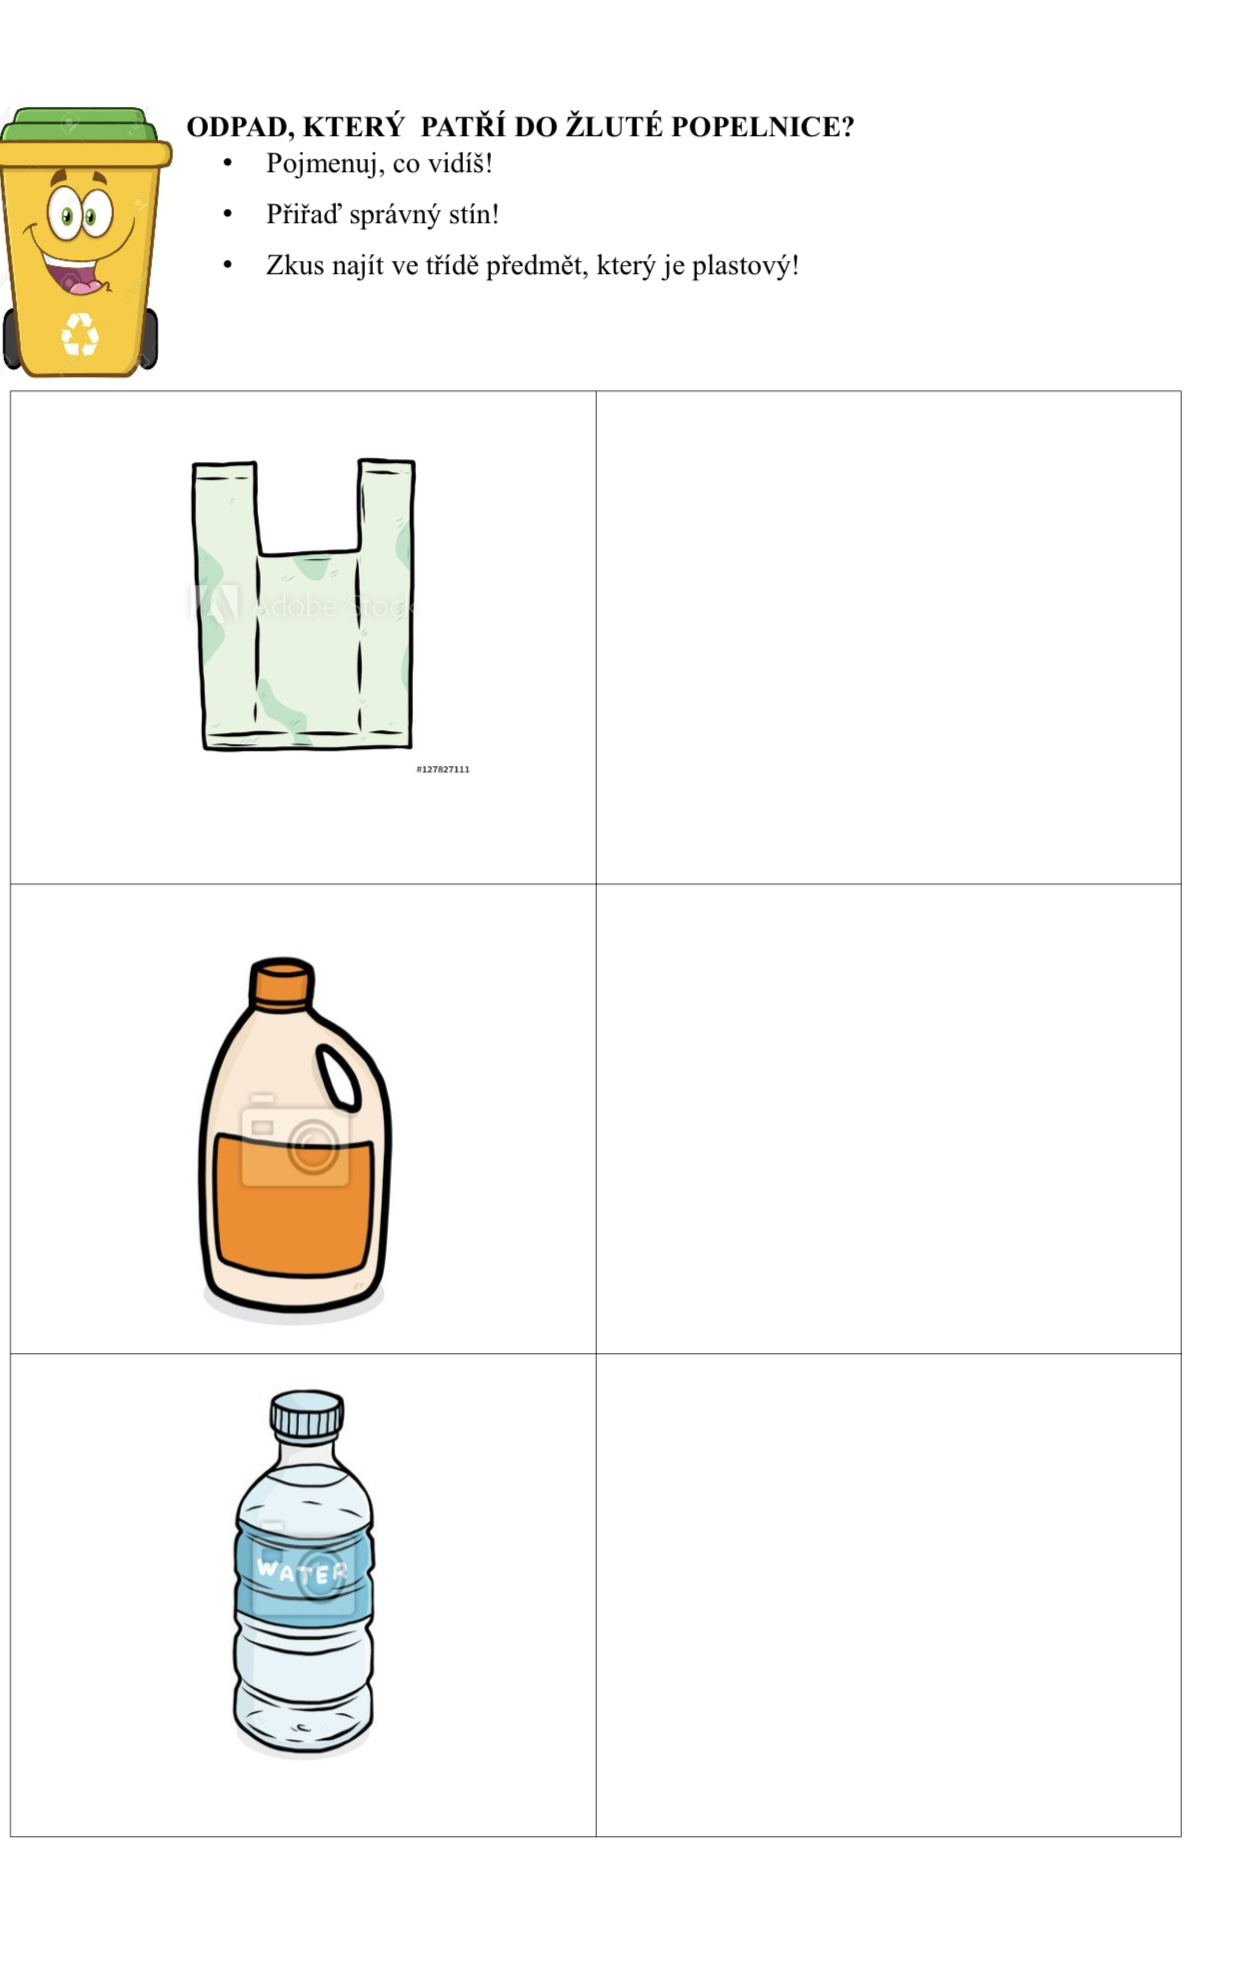 ODPAD, KTERÝ PATŘÍ DO ŽLUTÉ POPELNICE?
• Pojmenuj, co vidíš!
• Přiřaď správný stín!
• Zkus najít ve třídě předmět, který je plastový!
Adobe Stock
#127827111
WATER